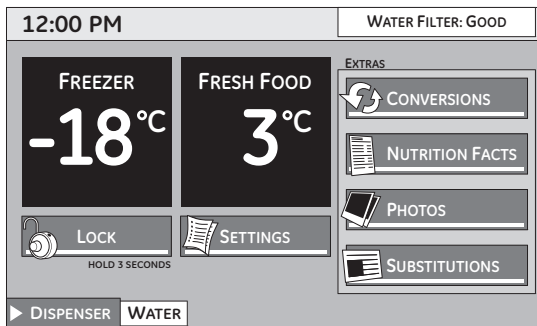 12:00 PM
WATER FILTER: GOOD
FREEZER
-18°C
FRESH FOOD
3°C
EXTRAS
CONVERSIONS
NUTRITION FACTS
PHOTOS
SUBSTITUTIONS
LOCK
HOLD 3 SECONDS
SETTINGS
DISPENSER WATER